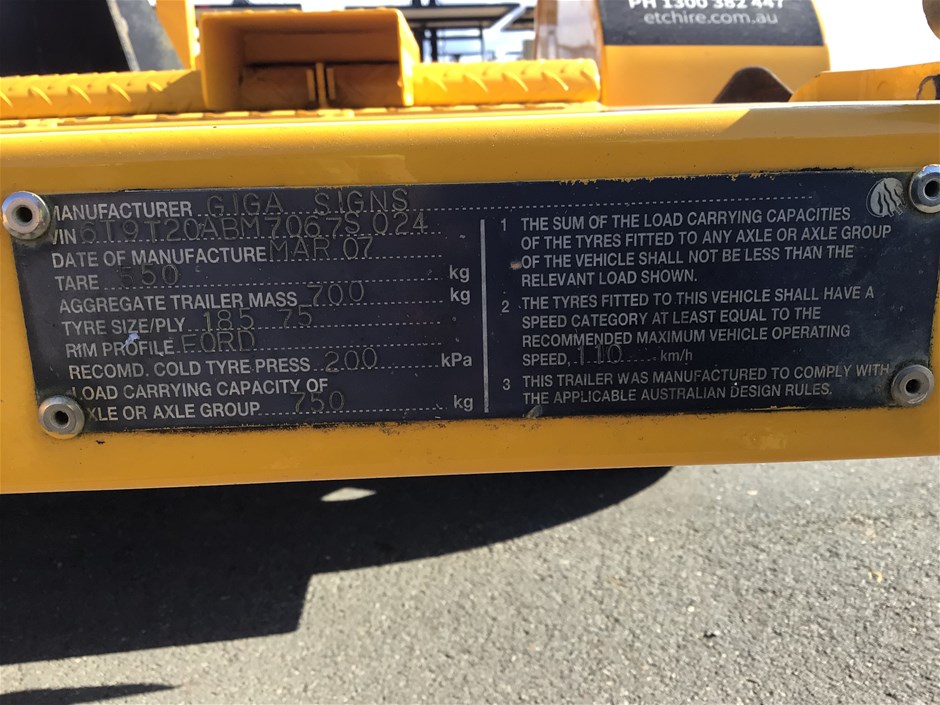 PH 1300 382 447
etchire.com.au
MANUFACTURER GIGA SIGNS
VIN 6T9T20ABM7067S024
DATE OF MANUFACTURE MAR 07
TARE 550 kg
AGGREGATE TRAILER MASS 700 kg
TYRE SIZE/PLY 185 75
RIM PROFILE FORD
RECOMD. COLD TYRE PRESS 200 kPa
LOAD CARRYING CAPACITY OF
AXLE OR AXLE GROUP 750 kg
1 THE SUM OF THE LOAD CARRYING CAPACITIES
OF THE TYRES FITTED TO ANY AXLE OR AXLE GROUP
OF THE VEHICLE SHALL NOT BE LESS THAN THE
RELEVANT LOAD SHOWN.
2 THE TYRES FITTED TO THIS VEHICLE SHALL HAVE A
SPEED CATEGORY AT LEAST EQUAL TO THE
RECOMMENDED MAXIMUM VEHICLE OPERATING
SPEED, 110 km/h
3 THIS TRAILER WAS MANUFACTURED TO COMPLY WITH
THE APPLICABLE AUSTRALIAN DESIGN RULES.